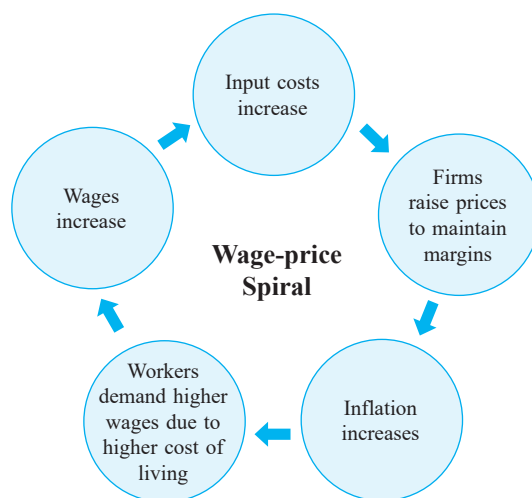 Input costs
increase
Firms
raise prices
to maintain
margins
Inflation
increases
Workers
demand higher
wages due to
higher cost of
living
Wages
increase
Wage-price
Spiral